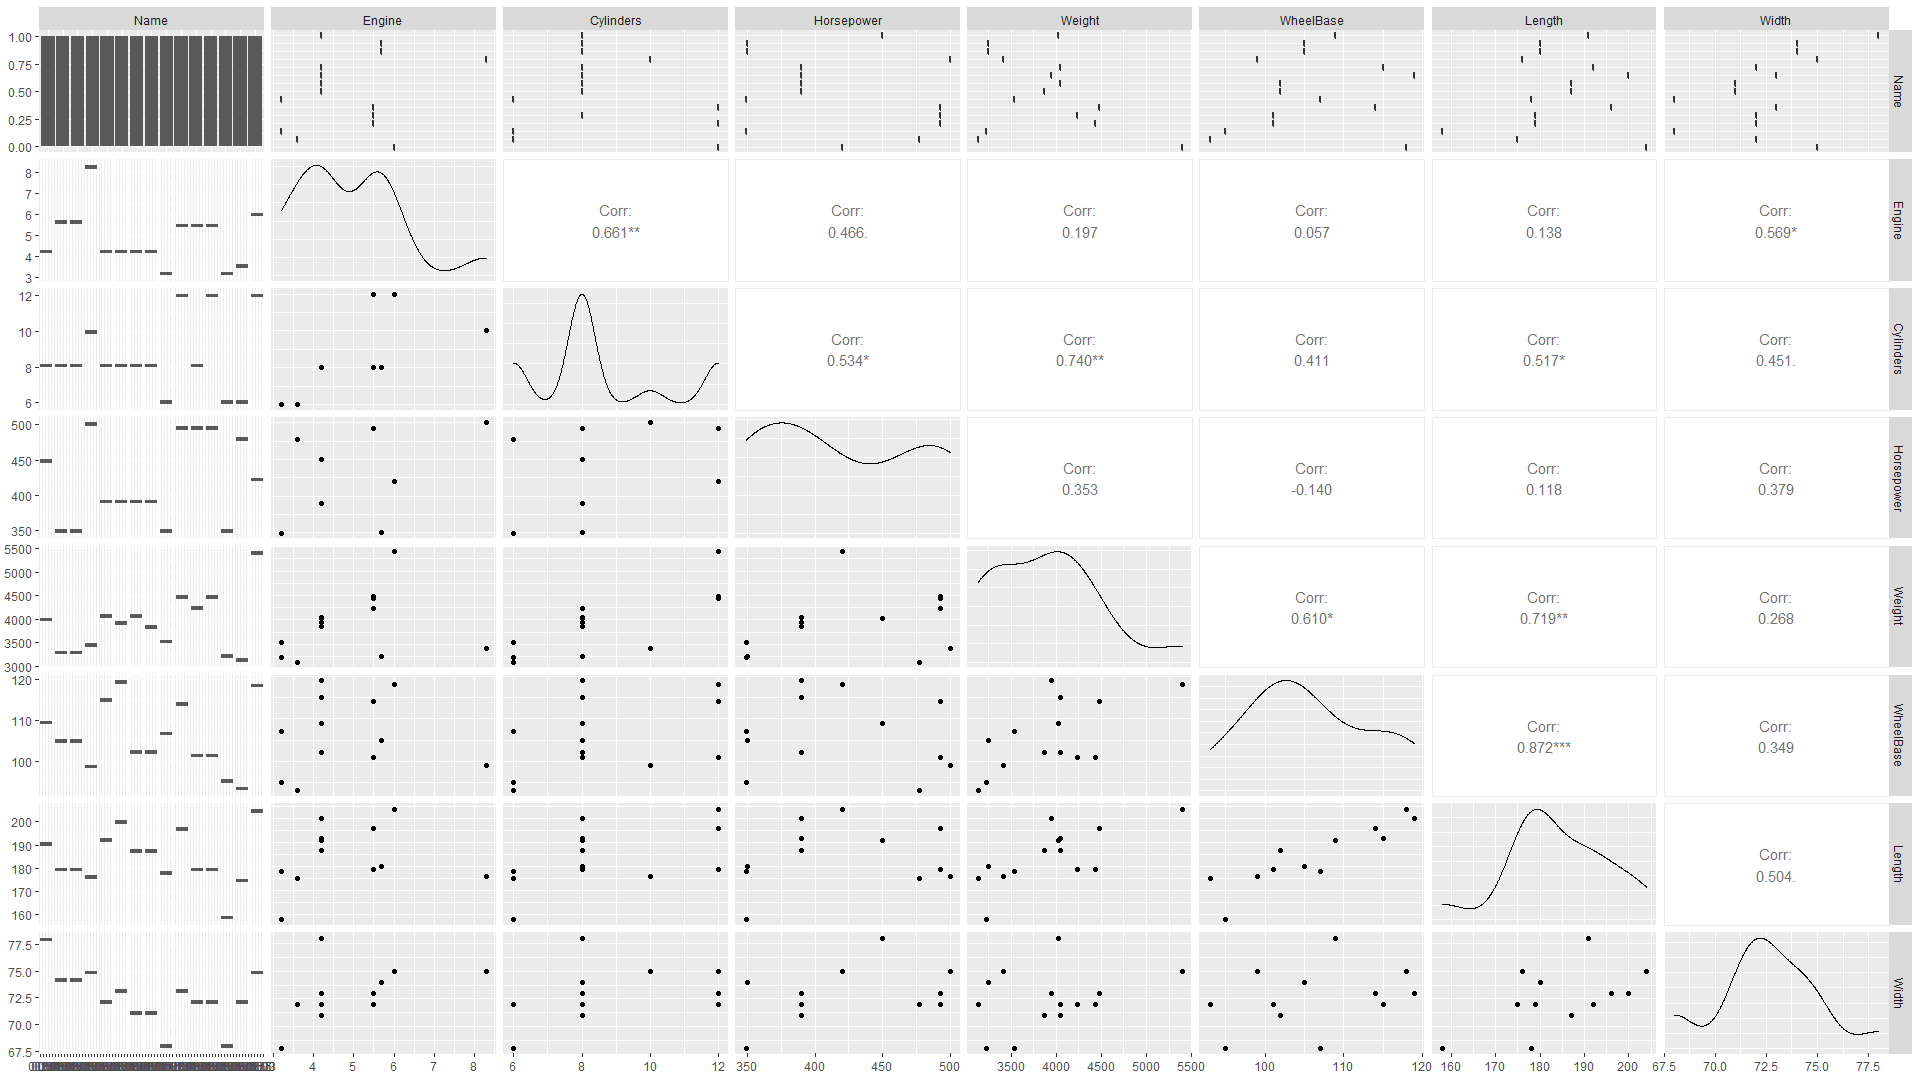 Name Engine Cylinders Horsepower Weight WheelBase Length Width
1.00
0.75
0.50
0.25
0.00
Name
8
7
6
5
4
3
Corr: Corr: Corr: Corr: Corr: Corr:
0.661** 0.466. 0.197 0.057 0.138 0.569*
Engine
12
10
8
6
Corr: Corr: Corr: Corr: Corr:
0.534* 0.740** 0.411 0.517* 0.451.
Cylinders
500
450
400
350
Corr: Corr: Corr: Corr:
0.353 -0.140 0.118 0.379
Horsepower
5500
5000
4500
4000
3500
3000
Corr: Corr: Corr:
0.610* 0.719** 0.268
Weight
120
110
100
Corr: Corr:
0.872*** 0.349
WheelBase
200
190
180
170
160
Corr:
0.504.
Length
77.5
75.0
72.5
70.0
67.5
Width
4 5 6 7 8 6 8 10 12 350 400 450 500 3500 4000 4500 5000 5500 100 110 120 160 170 180 190 200 67.5 70.0 72.5 75.0 77.5